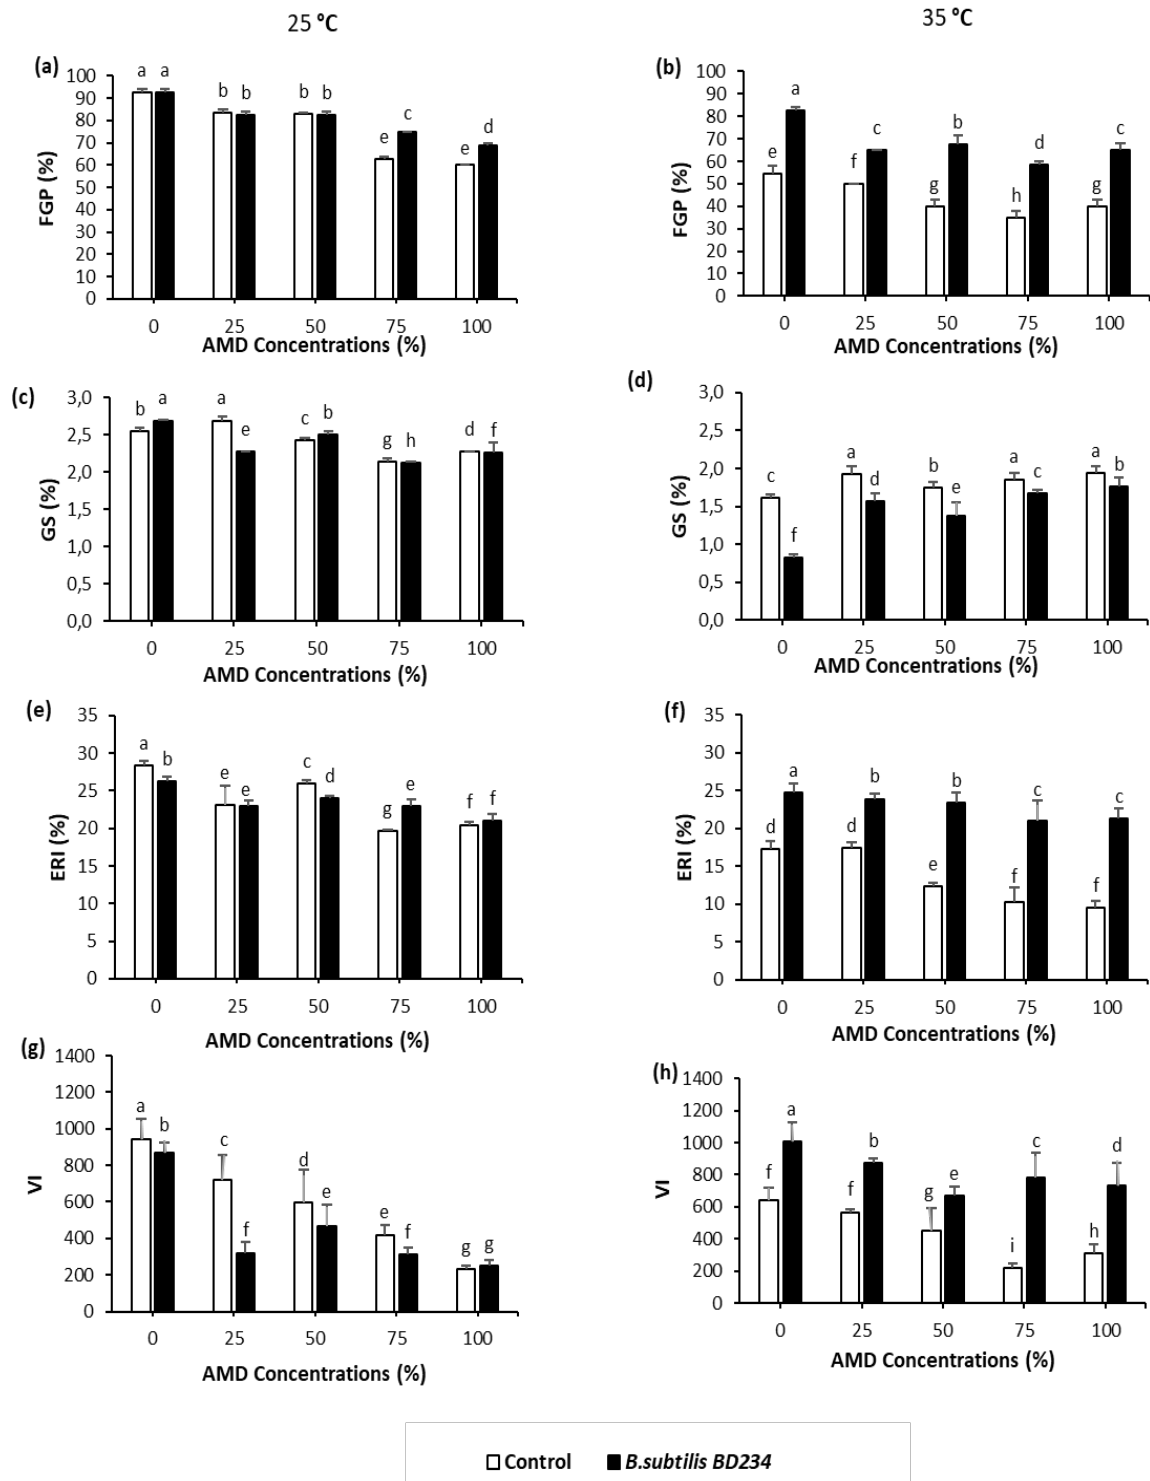 25 °C
35 °C
(a)
a a b b b b e c e d
FGP (%)
100
90
80
70
60
50
40
30
20
10
0
0 25 50 75 100
AMD Concentrations (%)
(b)
a e c f b g d h c g
FGP (%)
100
90
80
70
60
50
40
30
20
10
0
0 25 50 75 100
AMD Concentrations (%)
(c)
b a a e c b g h d f
GS (%)
3,0
2,5
2,0
1,5
1,0
0,5
0,0
0 25 50 75 100
AMD Concentrations (%)
(d)
c f a d b e a c a b
GS (%)
3,0
2,5
2,0
1,5
1,0
0,5
0,0
0 25 50 75 100
AMD Concentrations (%)
(e)
a b e e c d g e f f
ERI (%)
35
30
25
20
15
10
5
0
0 25 50 75 100
AMD Concentrations (%)
(f)
d a d b e b f c f c
ERI (%)
35
30
25
20
15
10
5
0
0 25 50 75 100
AMD Concentrations (%)
(g)
a b c f d e e f g g
VI
1400
1200
1000
800
600
400
200
0
0 25 50 75 100
AMD Concentrations (%)
(h)
f a f b g e i c h d
VI
1400
1200
1000
800
600
400
200
0
0 25 50 75 100
AMD Concentrations (%)
Control B.subtilis BD234